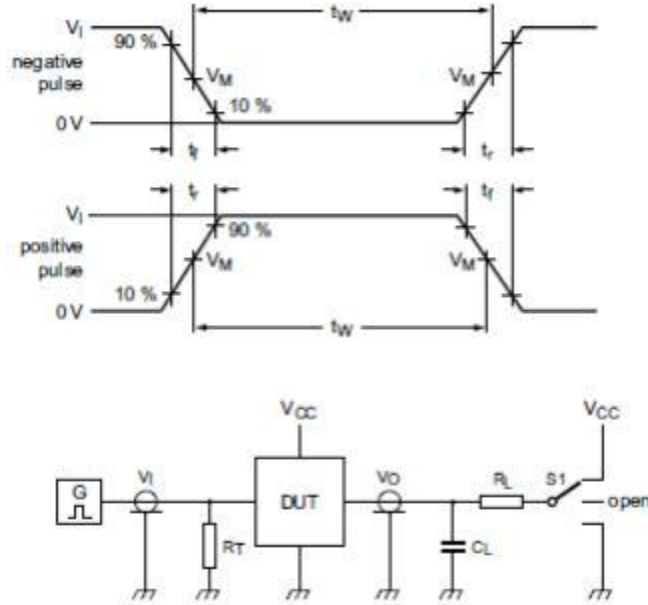 tW
VI
90 %
negative
pulse
VM
VM
10 %
0 V
tf
tr
tr
tf
VI
90 %
positive
pulse
VM
VM
10 %
0 V
tW
VCC
VCC
VI
VO
RL
S1
G
DUT
open
RT
CL